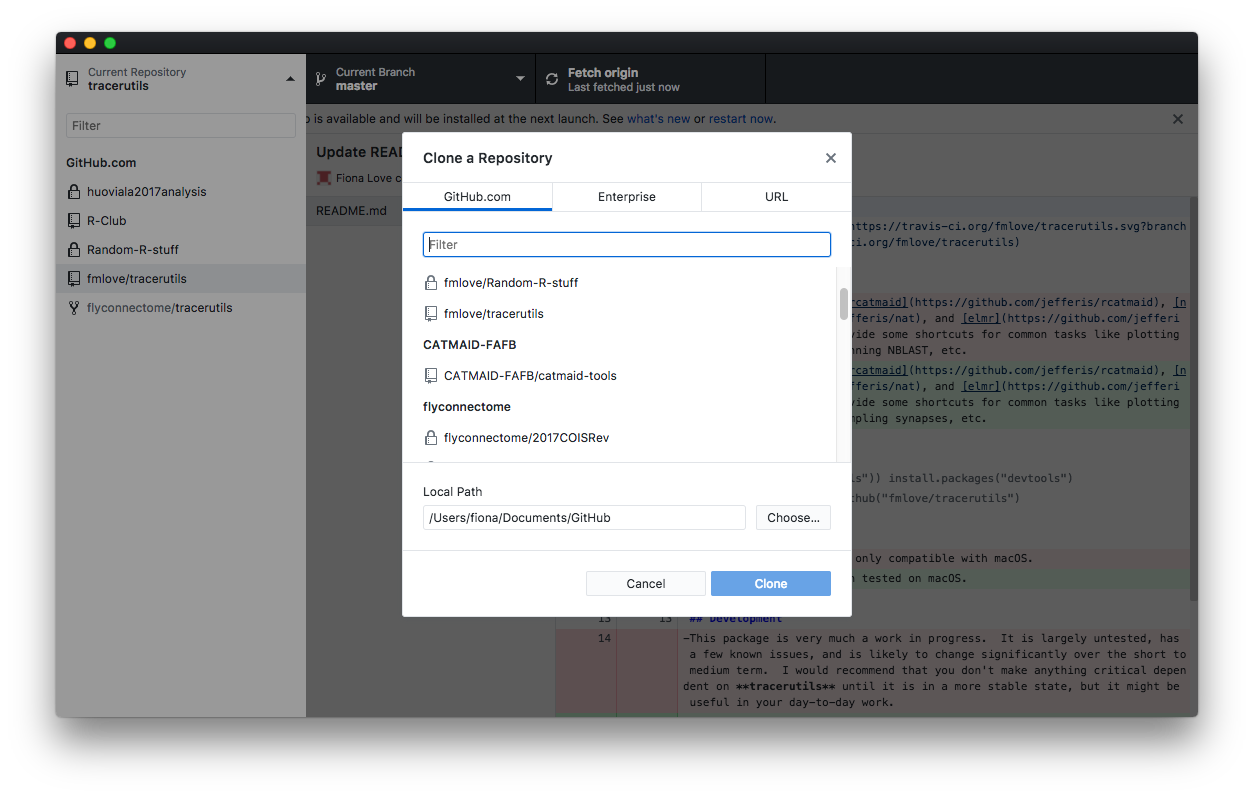 Current Repository
tracerutils
Current Branch
master
Fetch origin
Last fetched just now
Filter
is available and will be installed at the next launch. See what's new or restart now.
GitHub.com
huoviala2017analysis
R-Club
Random-R-stuff
fmlove/tracerutils
flyconnectome/tracerutils
Update READ
Fiona Love c
README.md
Clone a Repository
GitHub.com
Enterprise
URL
Filter
fmlove/Random-R-stuff
fmlove/tracerutils
CATMAID-FAFB
CATMAID-FAFB/catmaid-tools
flyconnectome
flyconnectome/2017COISRev
Local Path
/Users/fiona/Documents/GitHub
Choose...
Cancel
Clone
https://travis-ci.org/fmlove/tracerutils.svg?branch
ci.org/fmlove/tracerutils)
rcatmaid](https://github.com/jefferis/rcatmaid), [n
fferis/nat), and [elmr](https://github.com/jefferi
vide some shortcuts for common tasks like plotting
nning NBLAST, etc.
rcatmaid](https://github.com/jefferis/rcatmaid), [n
fferis/nat), and [elmr](https://github.com/jefferi
vide some shortcuts for common tasks like plotting
mpling synapses, etc.
ls")) install.packages("devtools")
thub("fmlove/tracerutils")
only compatible with macOS.
n tested on macOS.
13 13 ## Development
14 -This package is very much a work in progress.  It is largely untested, has
a few known issues, and is likely to change significantly over the short to
medium term.  I would recommend that you don't make anything critical depen
dent on **tracerutils** until it is in a more stable state, but it might be
useful in your day-to-day work.